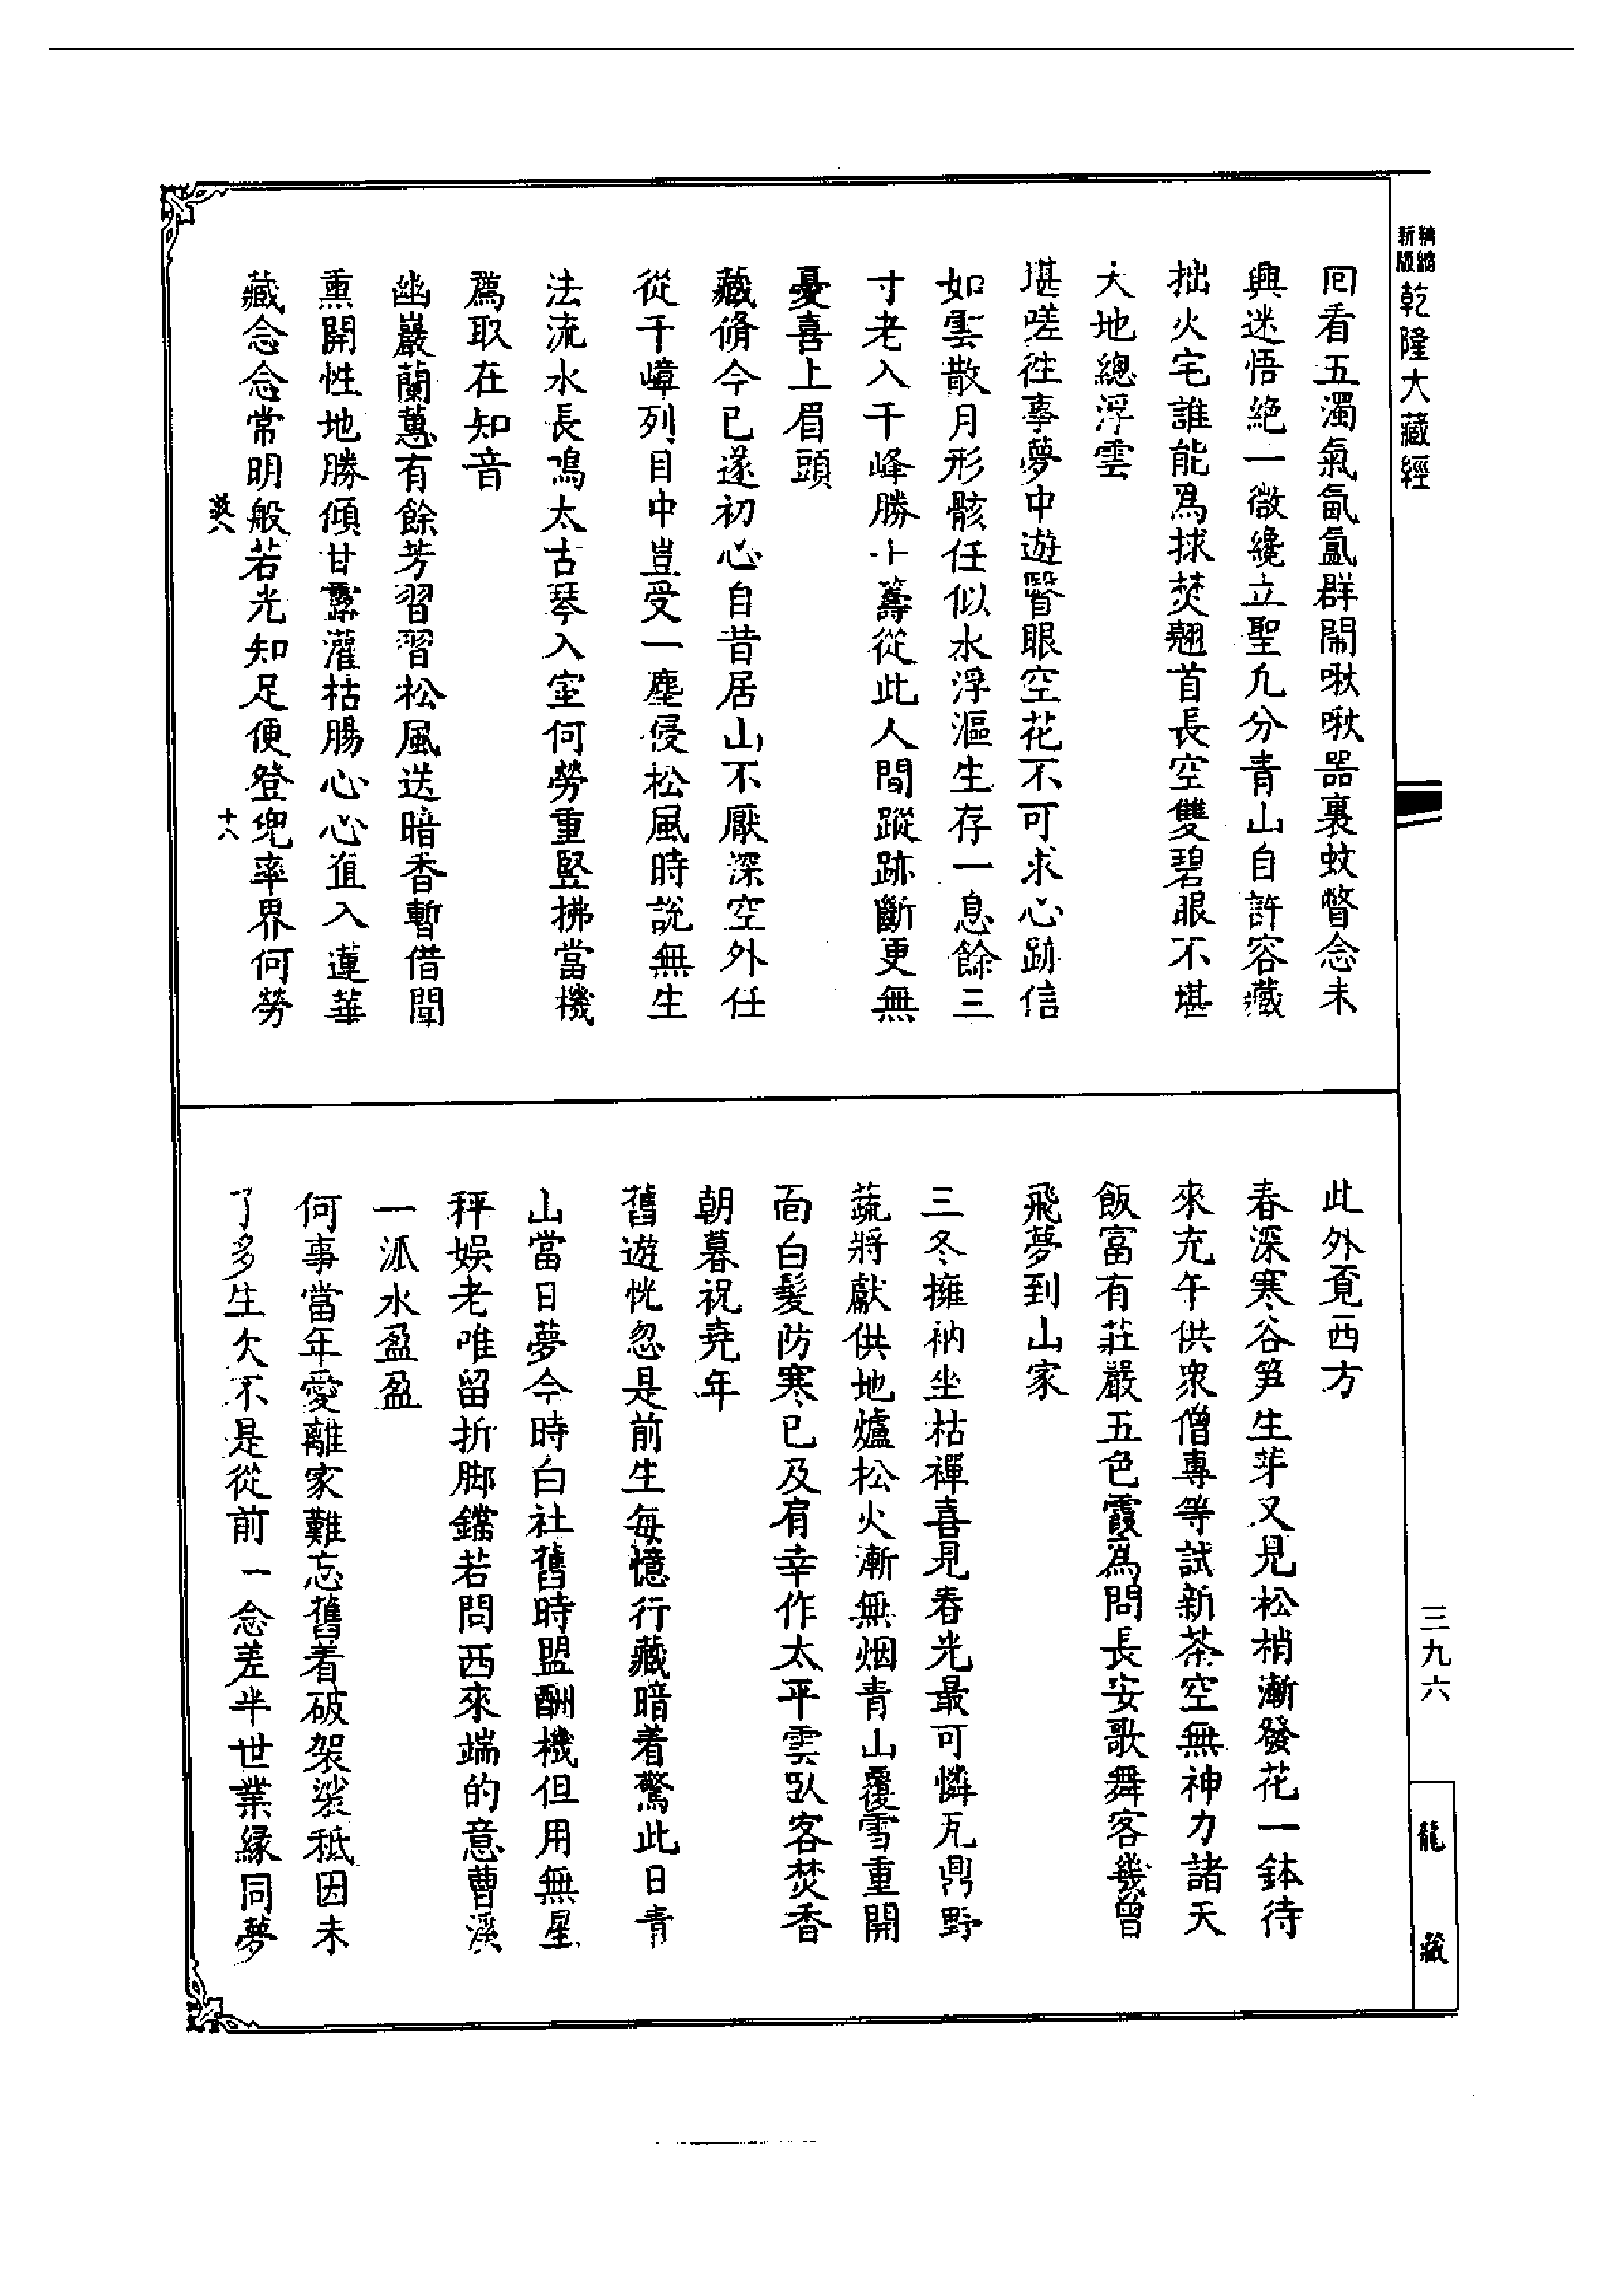 精縮
新版
乾隆大藏經
回看五濁氣氤氳群鬧啾啾器裏蚊瞥念未
興迷悟絕一微纔立聖凡分青山自許容藏
拙火宅誰能爲捄焚翹首長空雙碧眼不堪
大地總浮雲
堪嗟徃事夢中遊瞖眼空花不可求心跡信
如雲散月形骸任似水浮漚生存一息餘三
寸老入千峰勝十籌從此人間蹤跡斷更無
憂喜上眉頭
藏脩今已遂初心自昔居山不厭深空外任
從千嶂列目中豈受一塵侵松風時說無生
法流水長鳴太古琴入室何勞重竪拂當機
爲取在知音
幽巖蘭蕙有餘芳習習松風送暗香暫借聞
熏開性地勝傾甘露灌枯腸心心直入蓮華
藏念念常明般若光知足便登兜率界何勞
十八
此外覔西方
春深寒谷笋生芽又見松梢漸發花一鉢待
來充午供衆僧專等試新茶空無神力諸天
飯富有莊嚴五色霞爲問長安歌舞客幾曾
飛夢到山家
三冬擁衲坐枯禪喜見春光最可憐瓦鼎野
蔬將獻供地爐松火漸無烟青山覆雪重開
面白髮防寒已及肩幸作太平雲臥客焚香
朝暮祝堯年
舊遊恍忽是前生每憶行藏暗着驚此日青
山當日夢今時白社舊時盟酬機但用無星
秤娛老唯留折脚鐺若問西來端的意曹溪
一派水盈盈
何事當年愛離家難忘舊着破袈裟秪因未
了多生欠不是從前一念差半世業緣同夢
三九六
龍藏